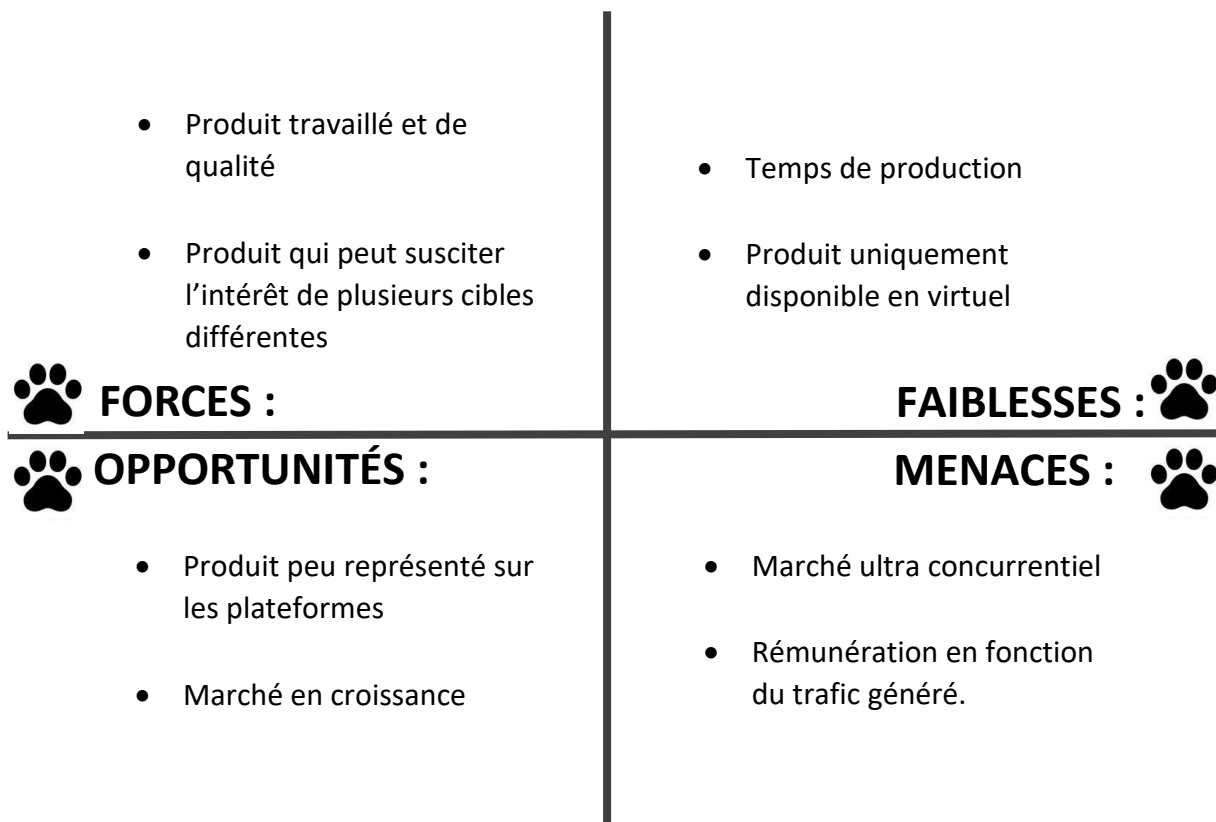 • Produit travaillé et de
qualité
• Produit qui peut susciter
l’intérêt de plusieurs cibles
différentes
FORCES :
• Temps de production
• Produit uniquement
disponible en virtuel
FAIBLESSES :
OPPORTUNITÉS :
• Produit peu représenté sur
les plateformes
• Marché en croissance
MENACES :
• Marché ultra concurrentiel
• Rémunération en fonction
du trafic généré.